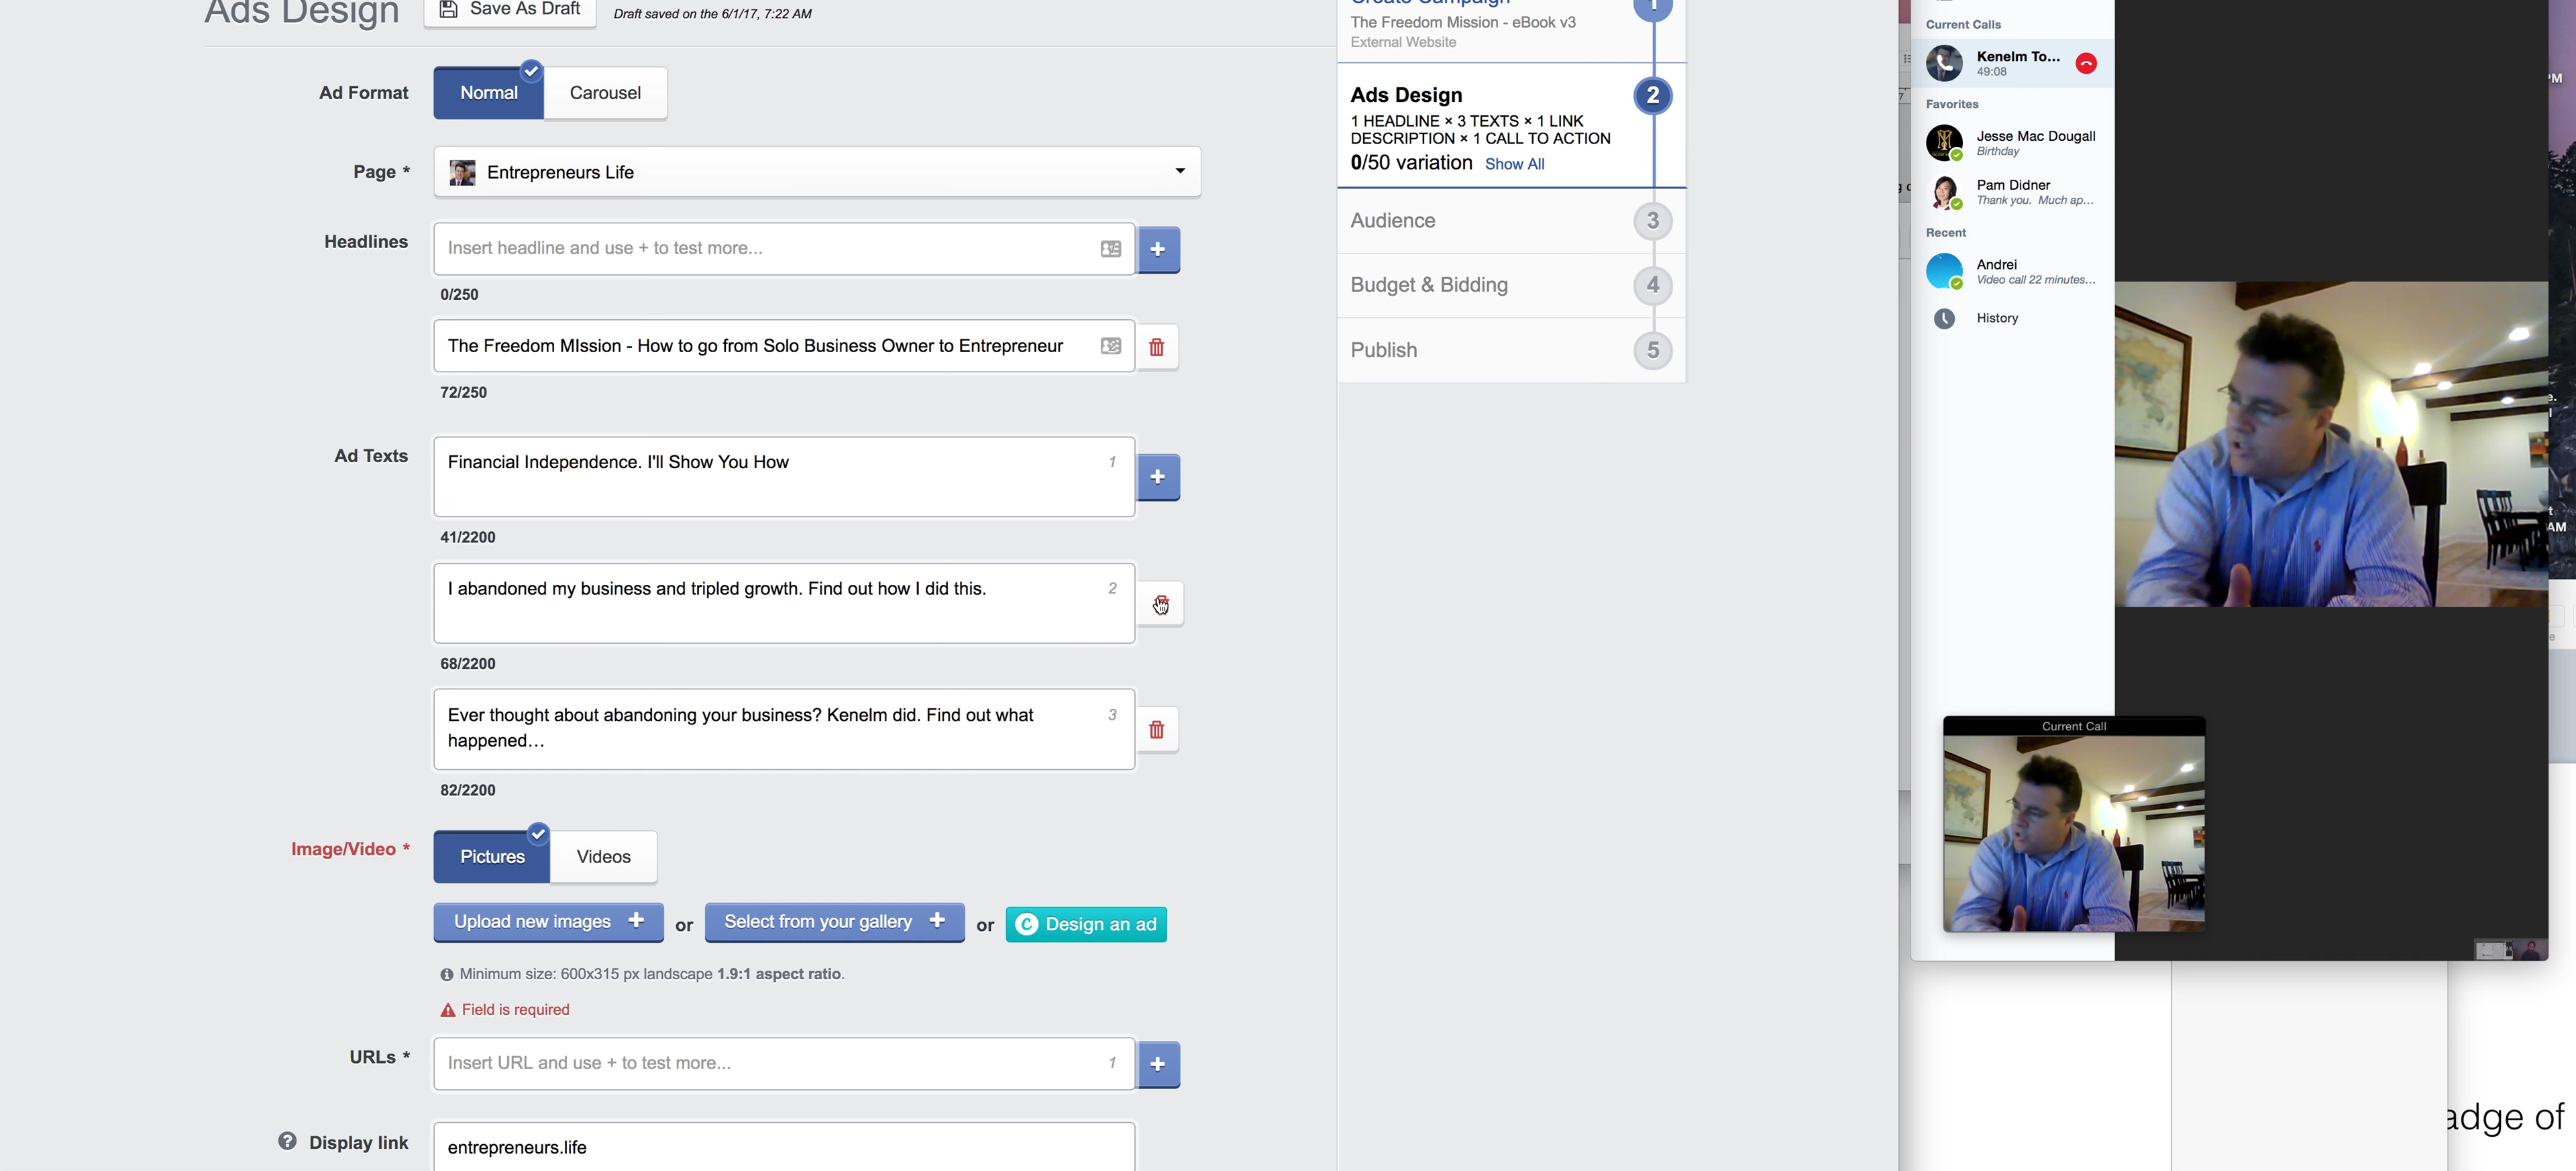 Ads Design
Save As Draft
Draft saved on the 6/1/17, 7:22 AM
Ad Format
Normal
Carousel
Page *
Entrepreneurs Life
Headlines
Insert headline and use + to test more...
0/250
The Freedom MIssion - How to go from Solo Business Owner to Entrepreneur
72/250
Ad Texts
Financial Independence. I'll Show You How
1
41/2200
I abandoned my business and tripled growth. Find out how I did this.
2
68/2200
Ever thought about abandoning your business? Kenelm did. Find out what
happened…
3
82/2200
Image/Video *
Pictures
Videos
Upload new images +
or
Select from your gallery +
or
C Design an ad
Minimum size: 600x315 px landscape 1.9:1 aspect ratio.
Field is required
URLs *
Insert URL and use + to test more...
1
Display link
entrepreneurs.life
Create Campaign
1
The Freedom Mission - eBook v3
External Website
Ads Design
2
1 HEADLINE × 3 TEXTS × 1 LINK
DESCRIPTION × 1 CALL TO ACTION
0/50 variation Show All
Audience
3
Budget & Bidding
4
Publish
5
Current Calls
Kenelm To...
49:08
Favorites
Jesse Mac Dougall
Birthday
Pam Didner
Thank you. Much ap...
Recent
Andrei
Video call 22 minutes...
History
Current Call
PM
AM
adge of